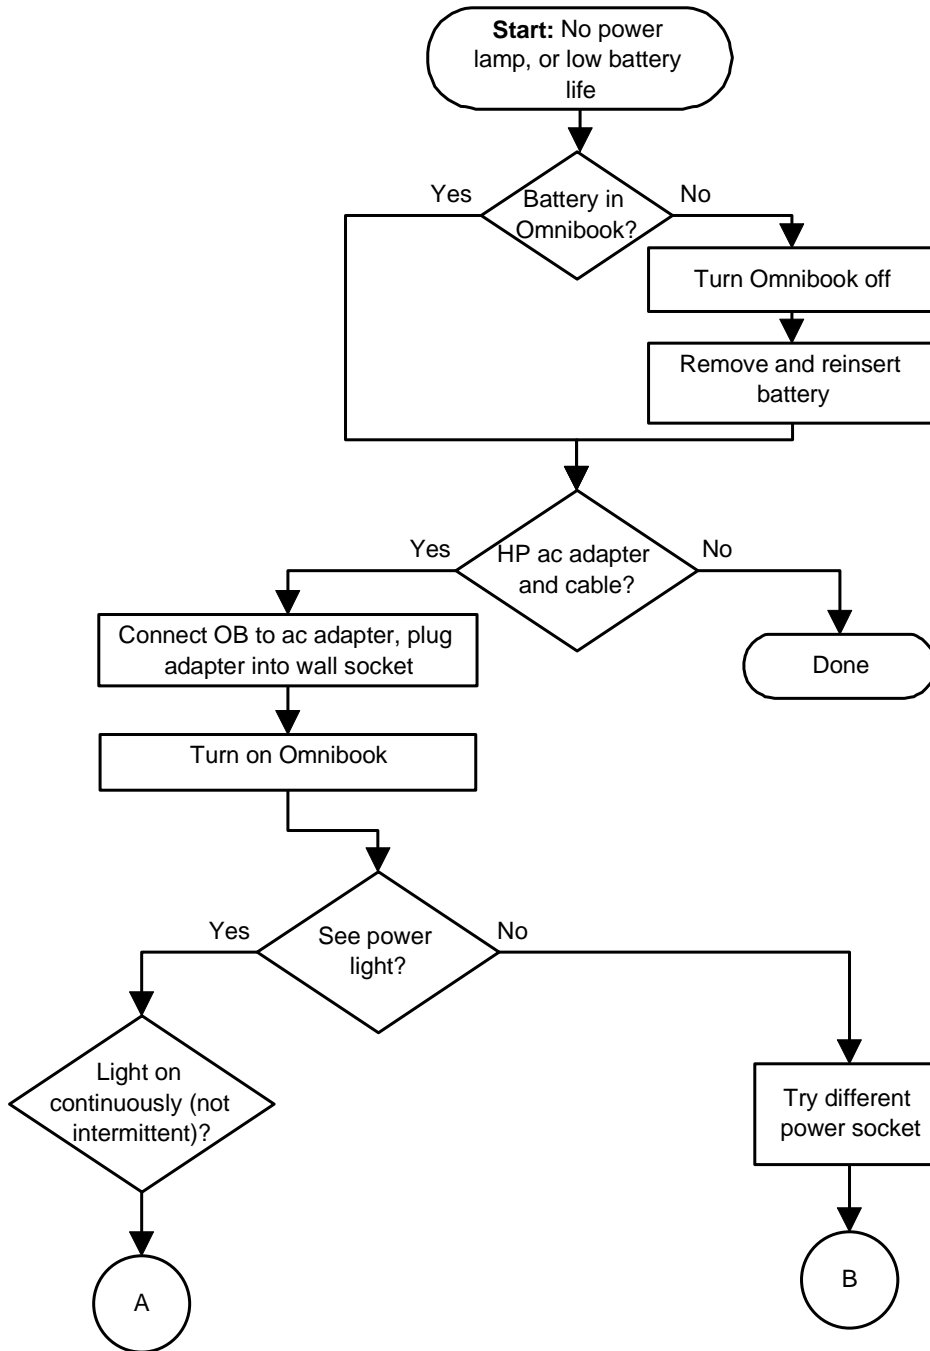 Start: No power
lamp, or low battery
life
Yes
Battery in
Omnibook?
No
Turn Omnibook off
Remove and reinsert
battery
Yes
HP ac adapter
and cable?
No
Connect OB to ac adapter, plug
adapter into wall socket
Done
Turn on Omnibook
Yes
See power
light?
No
Light on
continuously (not
intermittent)?
Try different
power socket
A
B